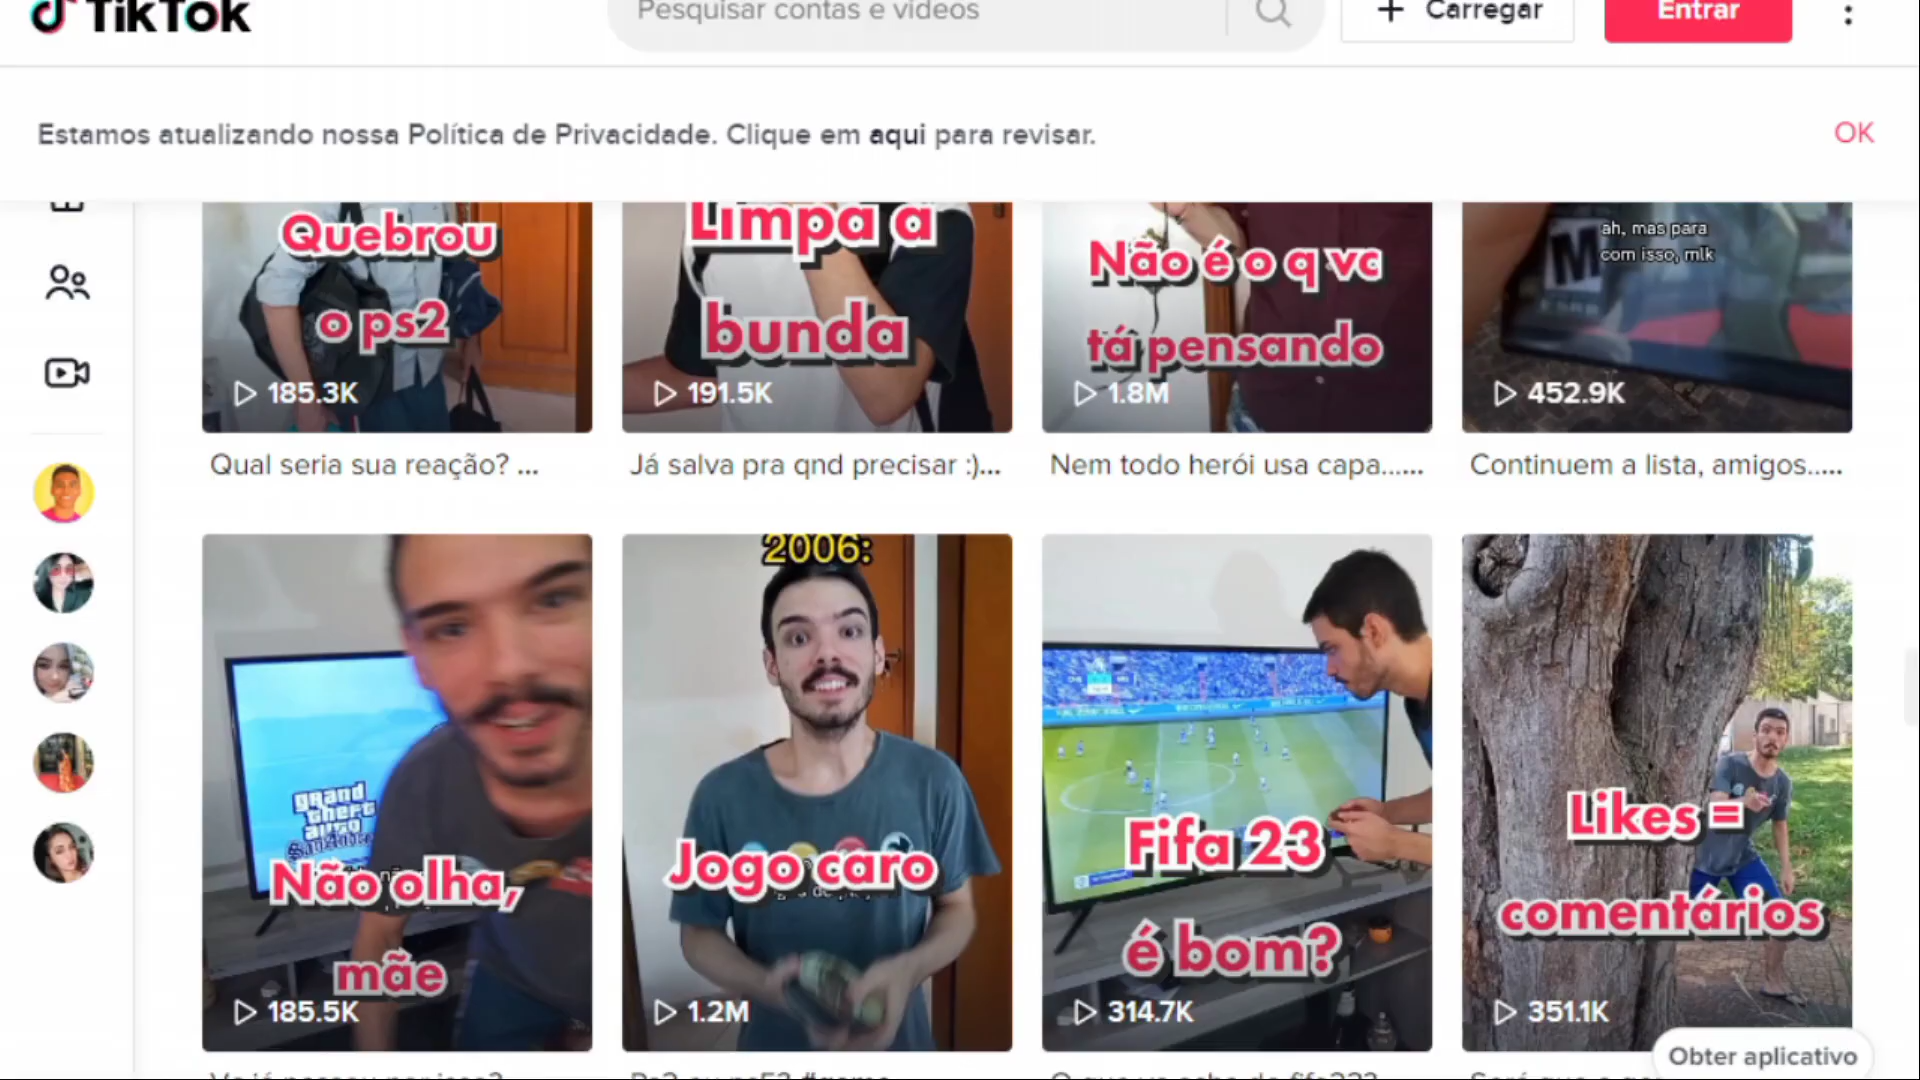 TikTok
Pesquisar contas e vídeos
Carregar
Entrar
Estamos atualizando nossa Política de Privacidade. Clique em aqui para revisar.
OK
Quebrou
o ps2
185.3K
Qual seria sua reação? ...
Limpa a
bunda
191.5K
Já salva pra qnd precisar :)...
Não é o q vc
tá pensando
1.8M
Nem todo herói usa capa......
ah, mas para
com isso, mlk
M
452.9K
Continuem a lista, amigos.....
grand
theft
auto
Não olha,
mãe
185.5K
2006:
Jogo caro
1.2M
Fifa 23
é bom?
314.7K
Likes =
comentários
351.1K
Obter aplicativo